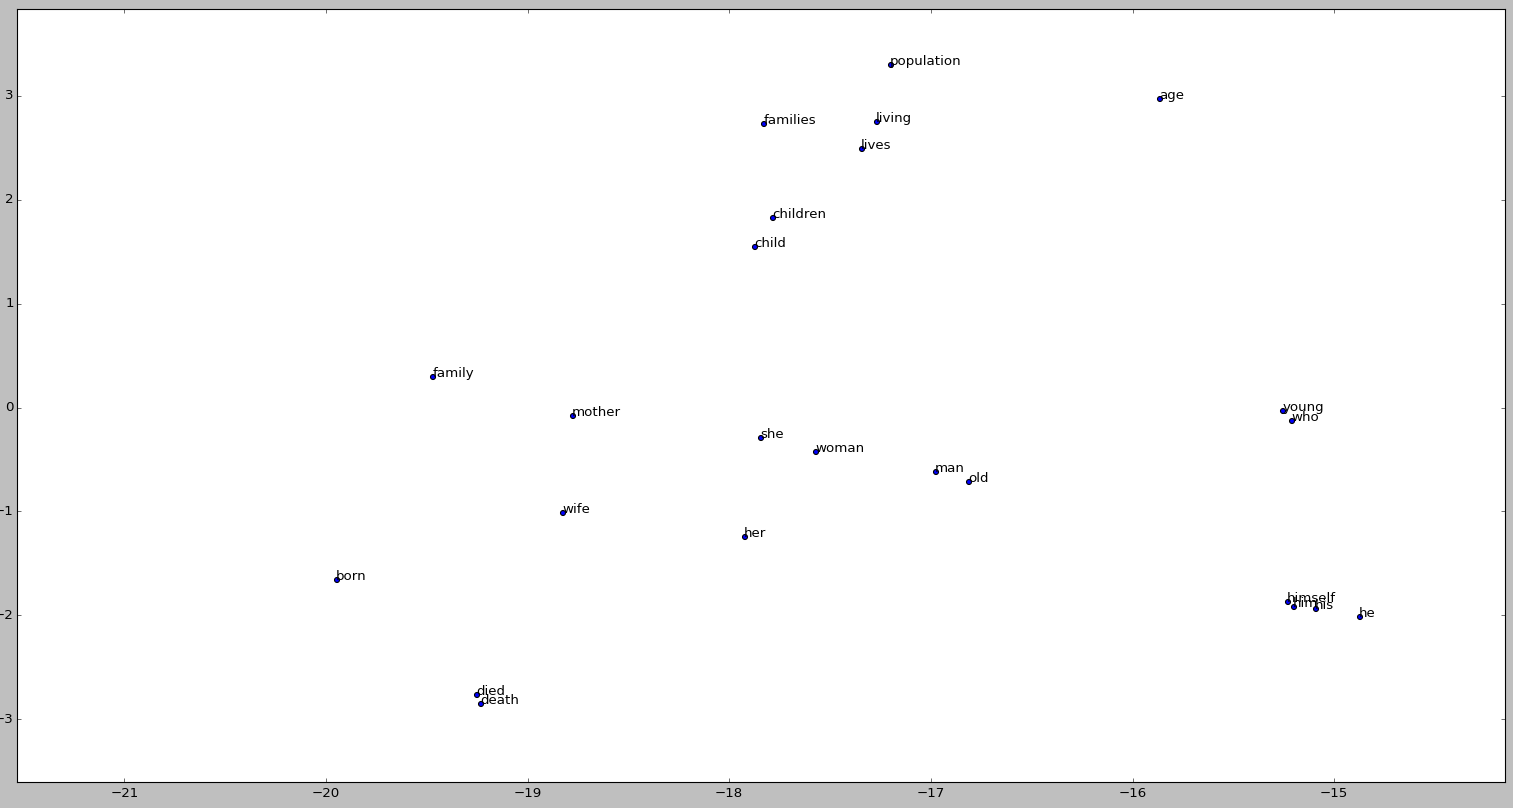 population
3
age
families
living
lives
2
children
child
1
family
0
mother
young
who
she
woman
man
old
−1
wife
her
born
−2
himself
him
his
he
died
death
−3
−21
−20
−19
−18
−17
−16
−15